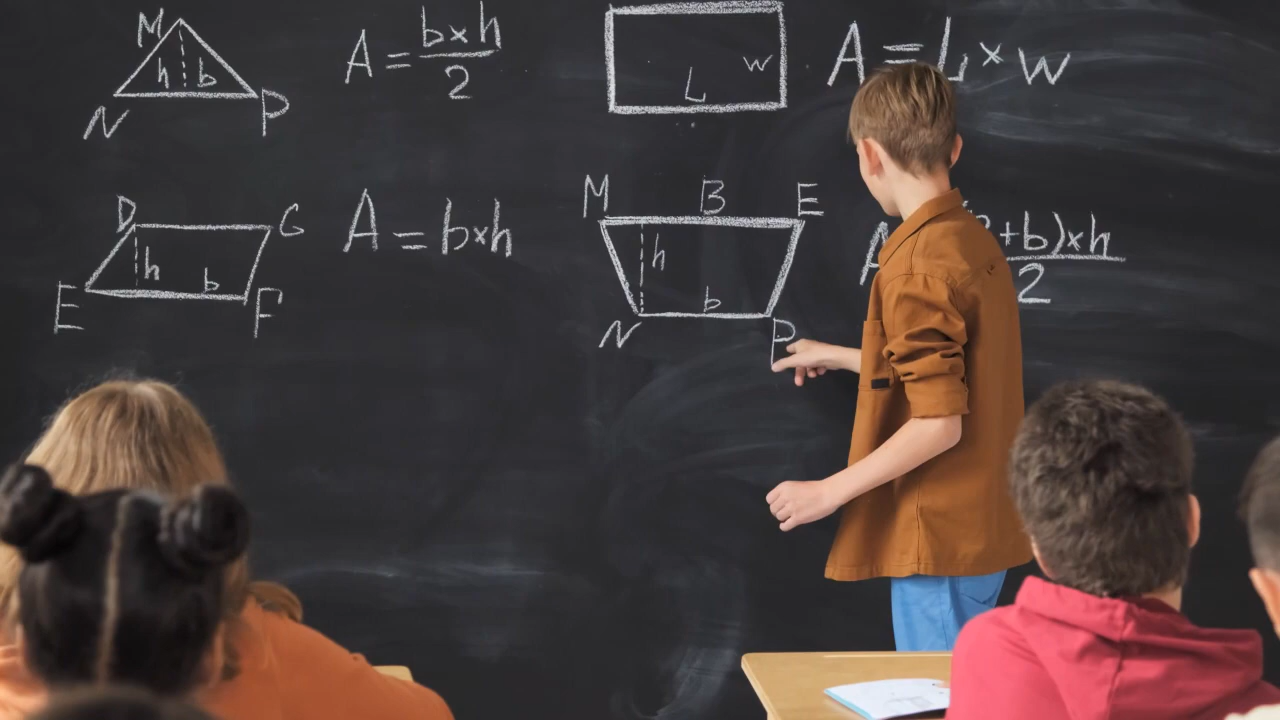 M
h b
N P
A = b×h/2
L w
A = L × w
D G
h b
E F
A = b×h
M B E
h
b
N P
+b)×h
2